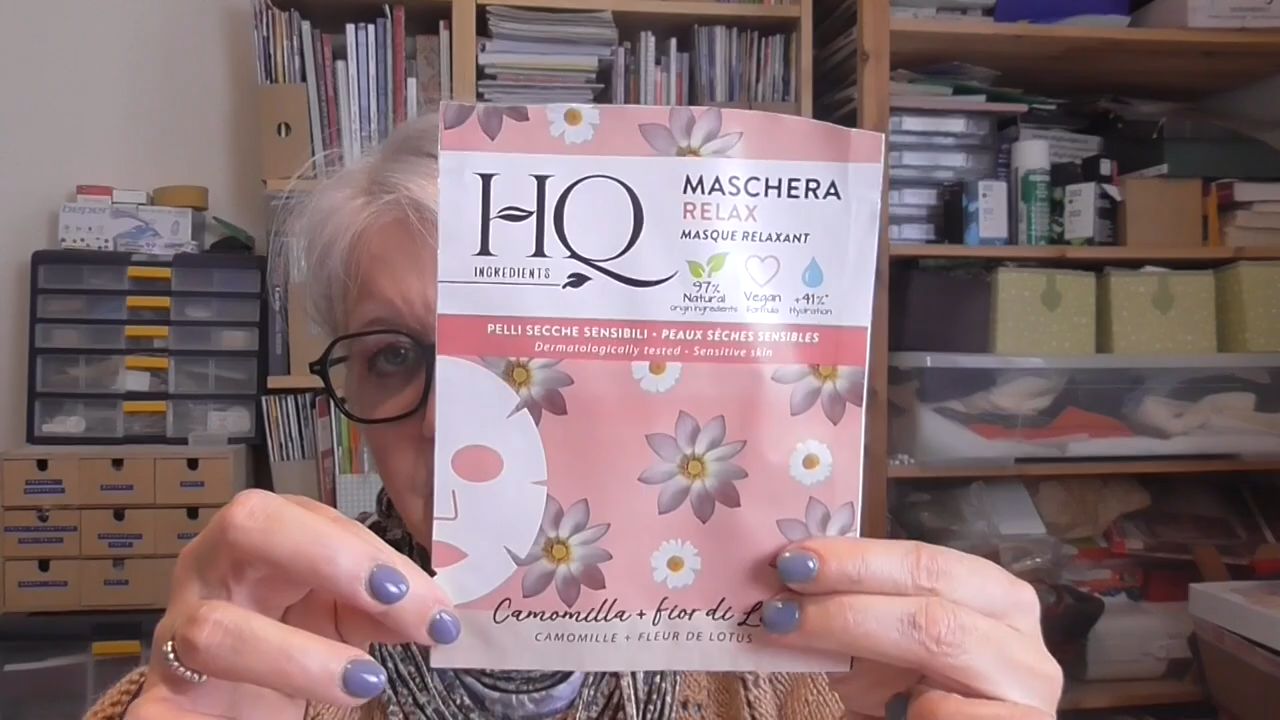 beper
HQ
INGREDIENTS
MASCHERA
RELAX
MASQUE RELAXANT
97%
Natural
origin ingredients
Vegan
Formula
+41%*
Hydration
PELLI SECCHE SENSIBILI • PEAUX SÈCHES SENSIBLES
Dermatologically tested - Sensitive skin
Camomilla + fior di
CAMOMILLE + FLEUR DE LOTUS